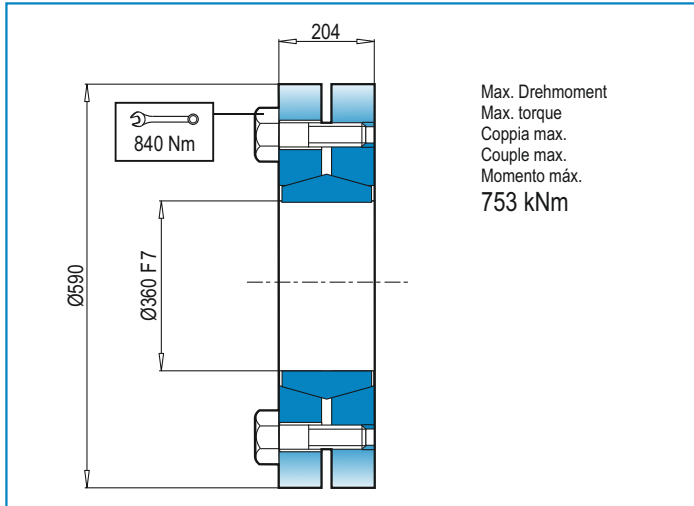 204
840 Nm
Ø590
Ø360 F7
Max. Drehmoment
Max. torque
Coppia max.
Couple max.
Momento máx.
753 kNm